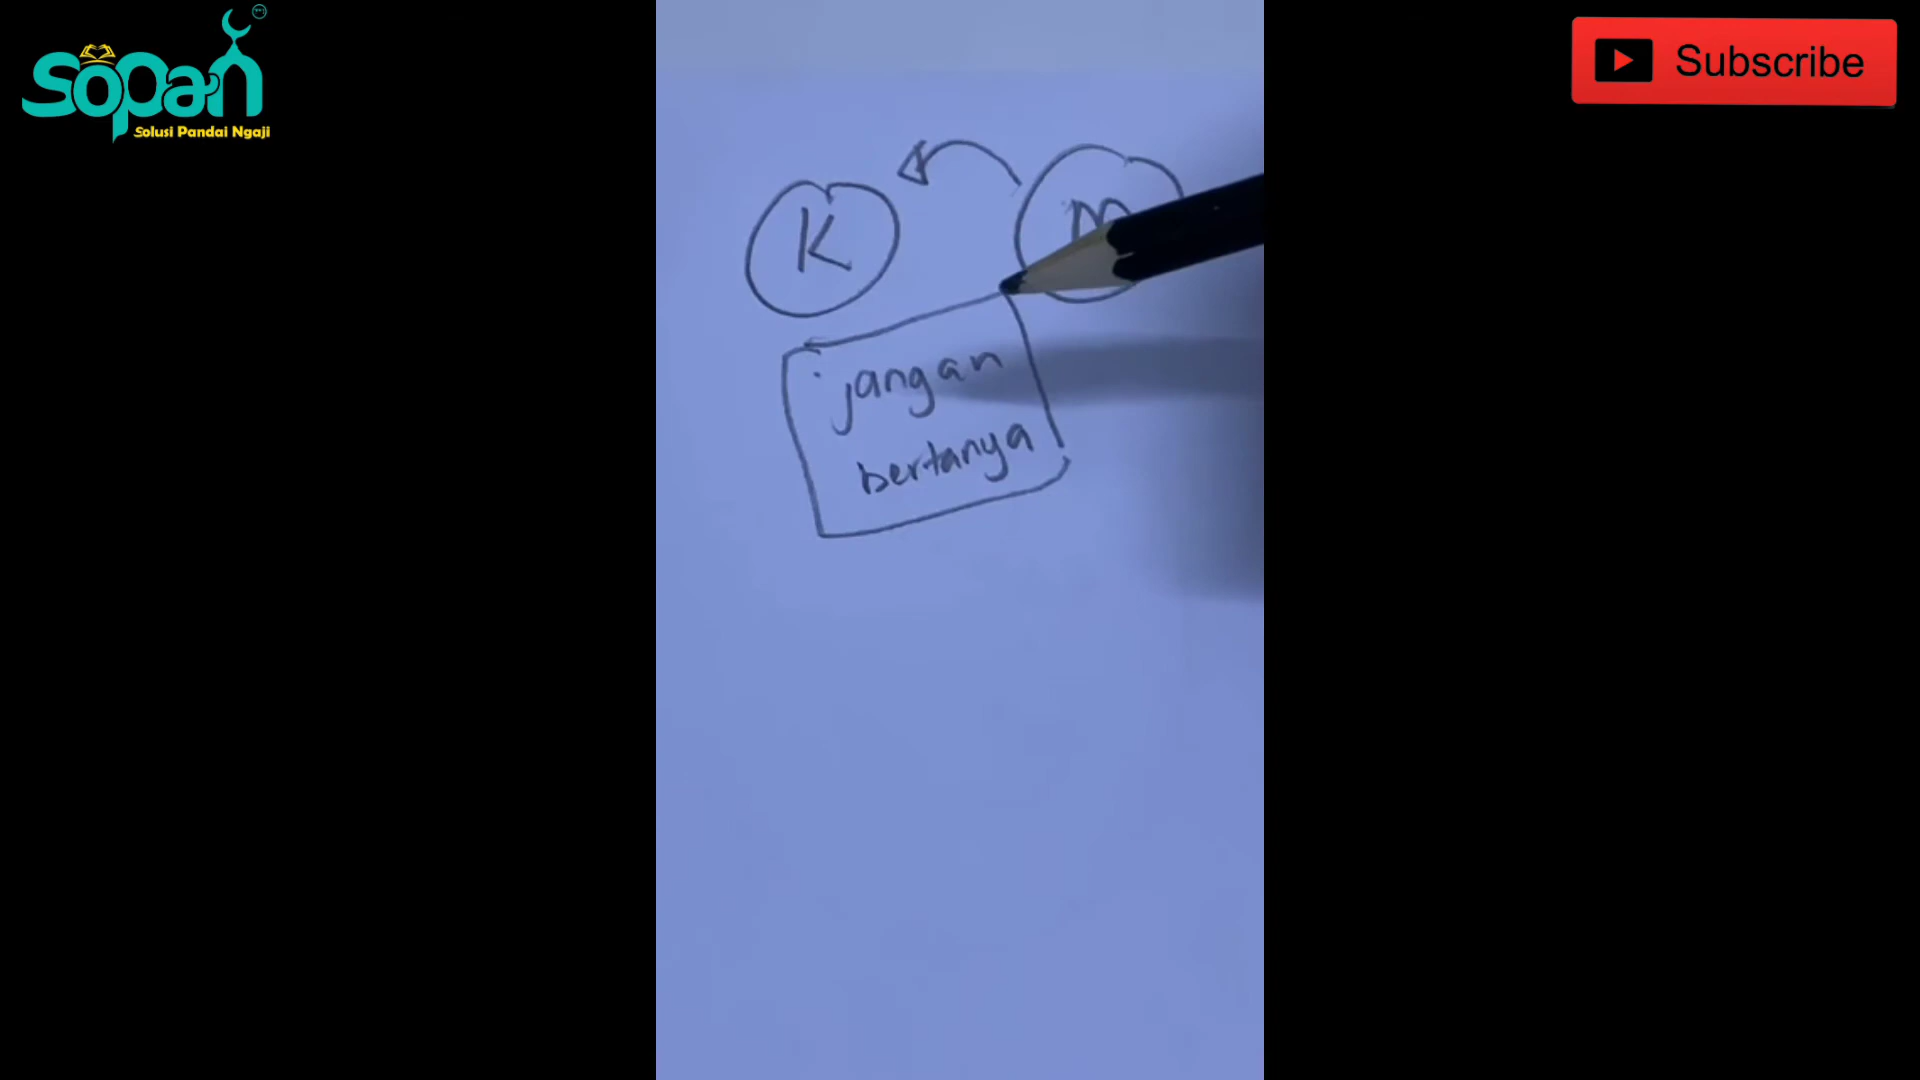 Sopan
Solusi Pandai Ngaji
Subscribe
K
jangan
bertanya